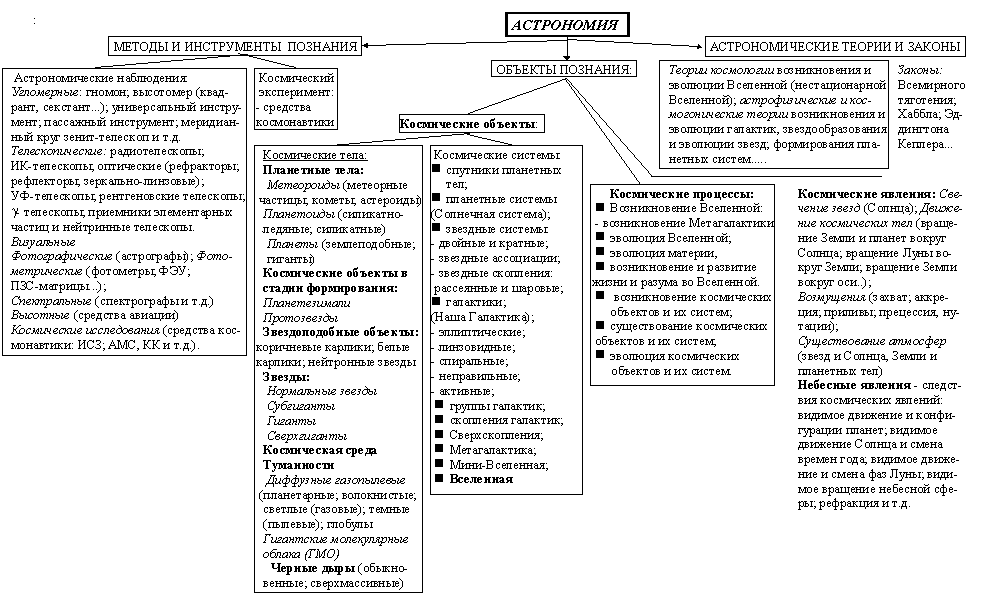 :
АСТРОНОМИЯ
МЕТОДЫ И ИНСТРУМЕНТЫ ПОЗНАНИЯ
ОБЪЕКТЫ ПОЗНАНИЯ:
АСТРОНОМИЧЕСКИЕ ТЕОРИИ И ЗАКОНЫ
Астрономические наблюдения
Угломерные: гномон; высотомер (квад-
рант, секстант...); универсальный инстру-
мент; пассажный инструмент; меридиан-
ный круг зенит-телескоп и т.д.
Телескопические: радиотелескопы;
ИК-телескопы, оптические (рефракторы;
рефлекторы, зеркально-линзовые);
УФ-телескопы; рентгеновские телескопы;
γ- телескопы, приемники элементарных
частиц и нейтринные телескопы.
Визуальные
Фотографические (астрографы); Фото-
метрические (фотометры, ФЭУ;
ПЗС-матрицы...);
Спектральные (спектрографы и т.д.)
Высотные (средства авиации)
Космические исследования (средства кос-
монавтики: ИСЗ; АМС, КК и т.д.).
Космический
эксперимент:
- средства
космонавтики
Космические объекты:
Космические тела:
Планетные тела:
Метеороиды (метеорные
частицы, кометы, астероиды)
Планетоиды (силикатно-
ледяные; силикатные)
Планеты (землеподобные;
гиганты)
Космические объекты в
стадии формирования:
Планетезимали
Протозвезды
Звездоподобные объекты:
коричневые карлики; белые
карлики; нейтронные звезды
Звезды:
Нормальные звезды
Субгиганты
Гиганты
Сверхгиганты
Космическая среда
Туманности
Диффузные газопылевые
(планетарные; волокнистые;
светлые (газовые); темные
(пылевые); глобулы
Гигантские молекулярные
облака (ГМО)
Черные дыры (обыкно-
венные; сверхмассивные)
Космические системы
■ спутники планетных
тел;
■ планетные системы
(Солнечная система);
■ звездные системы
- двойные и кратные;
- звездные ассоциации;
- звездные скопления:
рассеянные и шаровые;
■ галактики;
(Наша Галактика);
- эллиптические;
- линзовидные;
- спиральные;
- неправильные;
- активные;
■ группы галактик;
■ скопления галактик;
■ Сверхскопления;
■ Метагалактика;
■ Мини-Вселенная;
■ Вселенная
Космические процессы:
■ Возникновение Вселенной:
- возникновение Метагалактики
■ эволюция Вселенной;
■ эволюция материи,
■ возникновение и развитие
жизни и разума во Вселенной.
■ возникновение космических
объектов и их систем;
■ существование космических
объектов и их систем;
■ эволюция космических
объектов и их систем.
Теории космологии возникновения и
эволюции Вселенной (нестационарной
Вселенной); астрофизические и кос-
могонические теории возникновения и
эволюции галактик, звездообразования
и эволюции звезд; формирования пла-
нетных систем.....
Законы:
Всемирного
тяготения;
Хаббла; Эд-
дингтона
Кеплера...
Космические явления: Све-
чение звезд (Солнца); Движе-
ние космических тел (враще-
ние Земли и планет вокруг
Солнца; вращение Луны во-
круг Земли; вращение Земли
вокруг оси..);
Возмущения (захват; аккре-
ция; приливы; прецессия, ну-
тации);
Существование атмосфер
(звезд и Солнца, Земли и
планетных тел)
Небесные явления - следст-
вия космических явлений:
видимое движение и конфи-
гурации планет; видимое
движение Солнца и смена
времен года; видимое движе-
ние и смена фаз Луны; види-
мое вращение небесной сфе-
ры; рефракция и т.д.